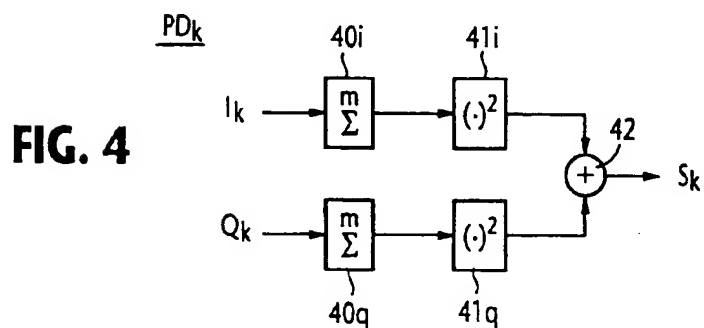 PDk
40i
41i
Ik
m
Σ
(·)²
42
FIG. 4
+
Sk
Qk
m
Σ
(·)²
40q
41q